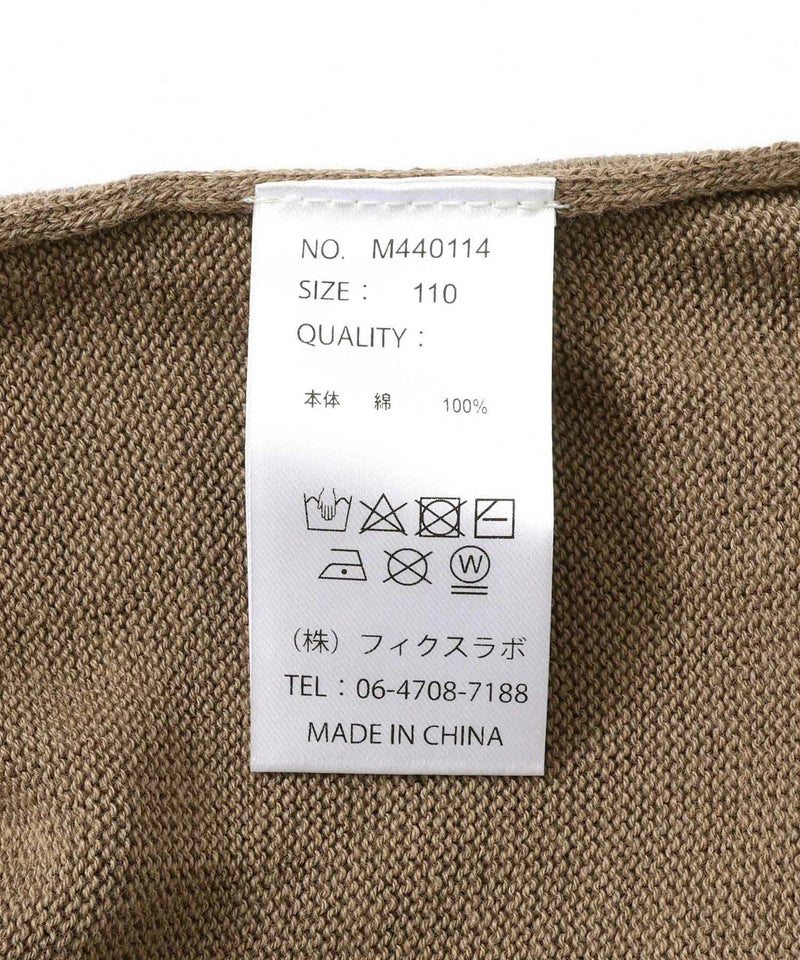 NO. M440114
SIZE : 110
QUALITY :
本体 綿 100%
W
(株) フィクスラボ
TEL : 06-4708-7188
MADE IN CHINA